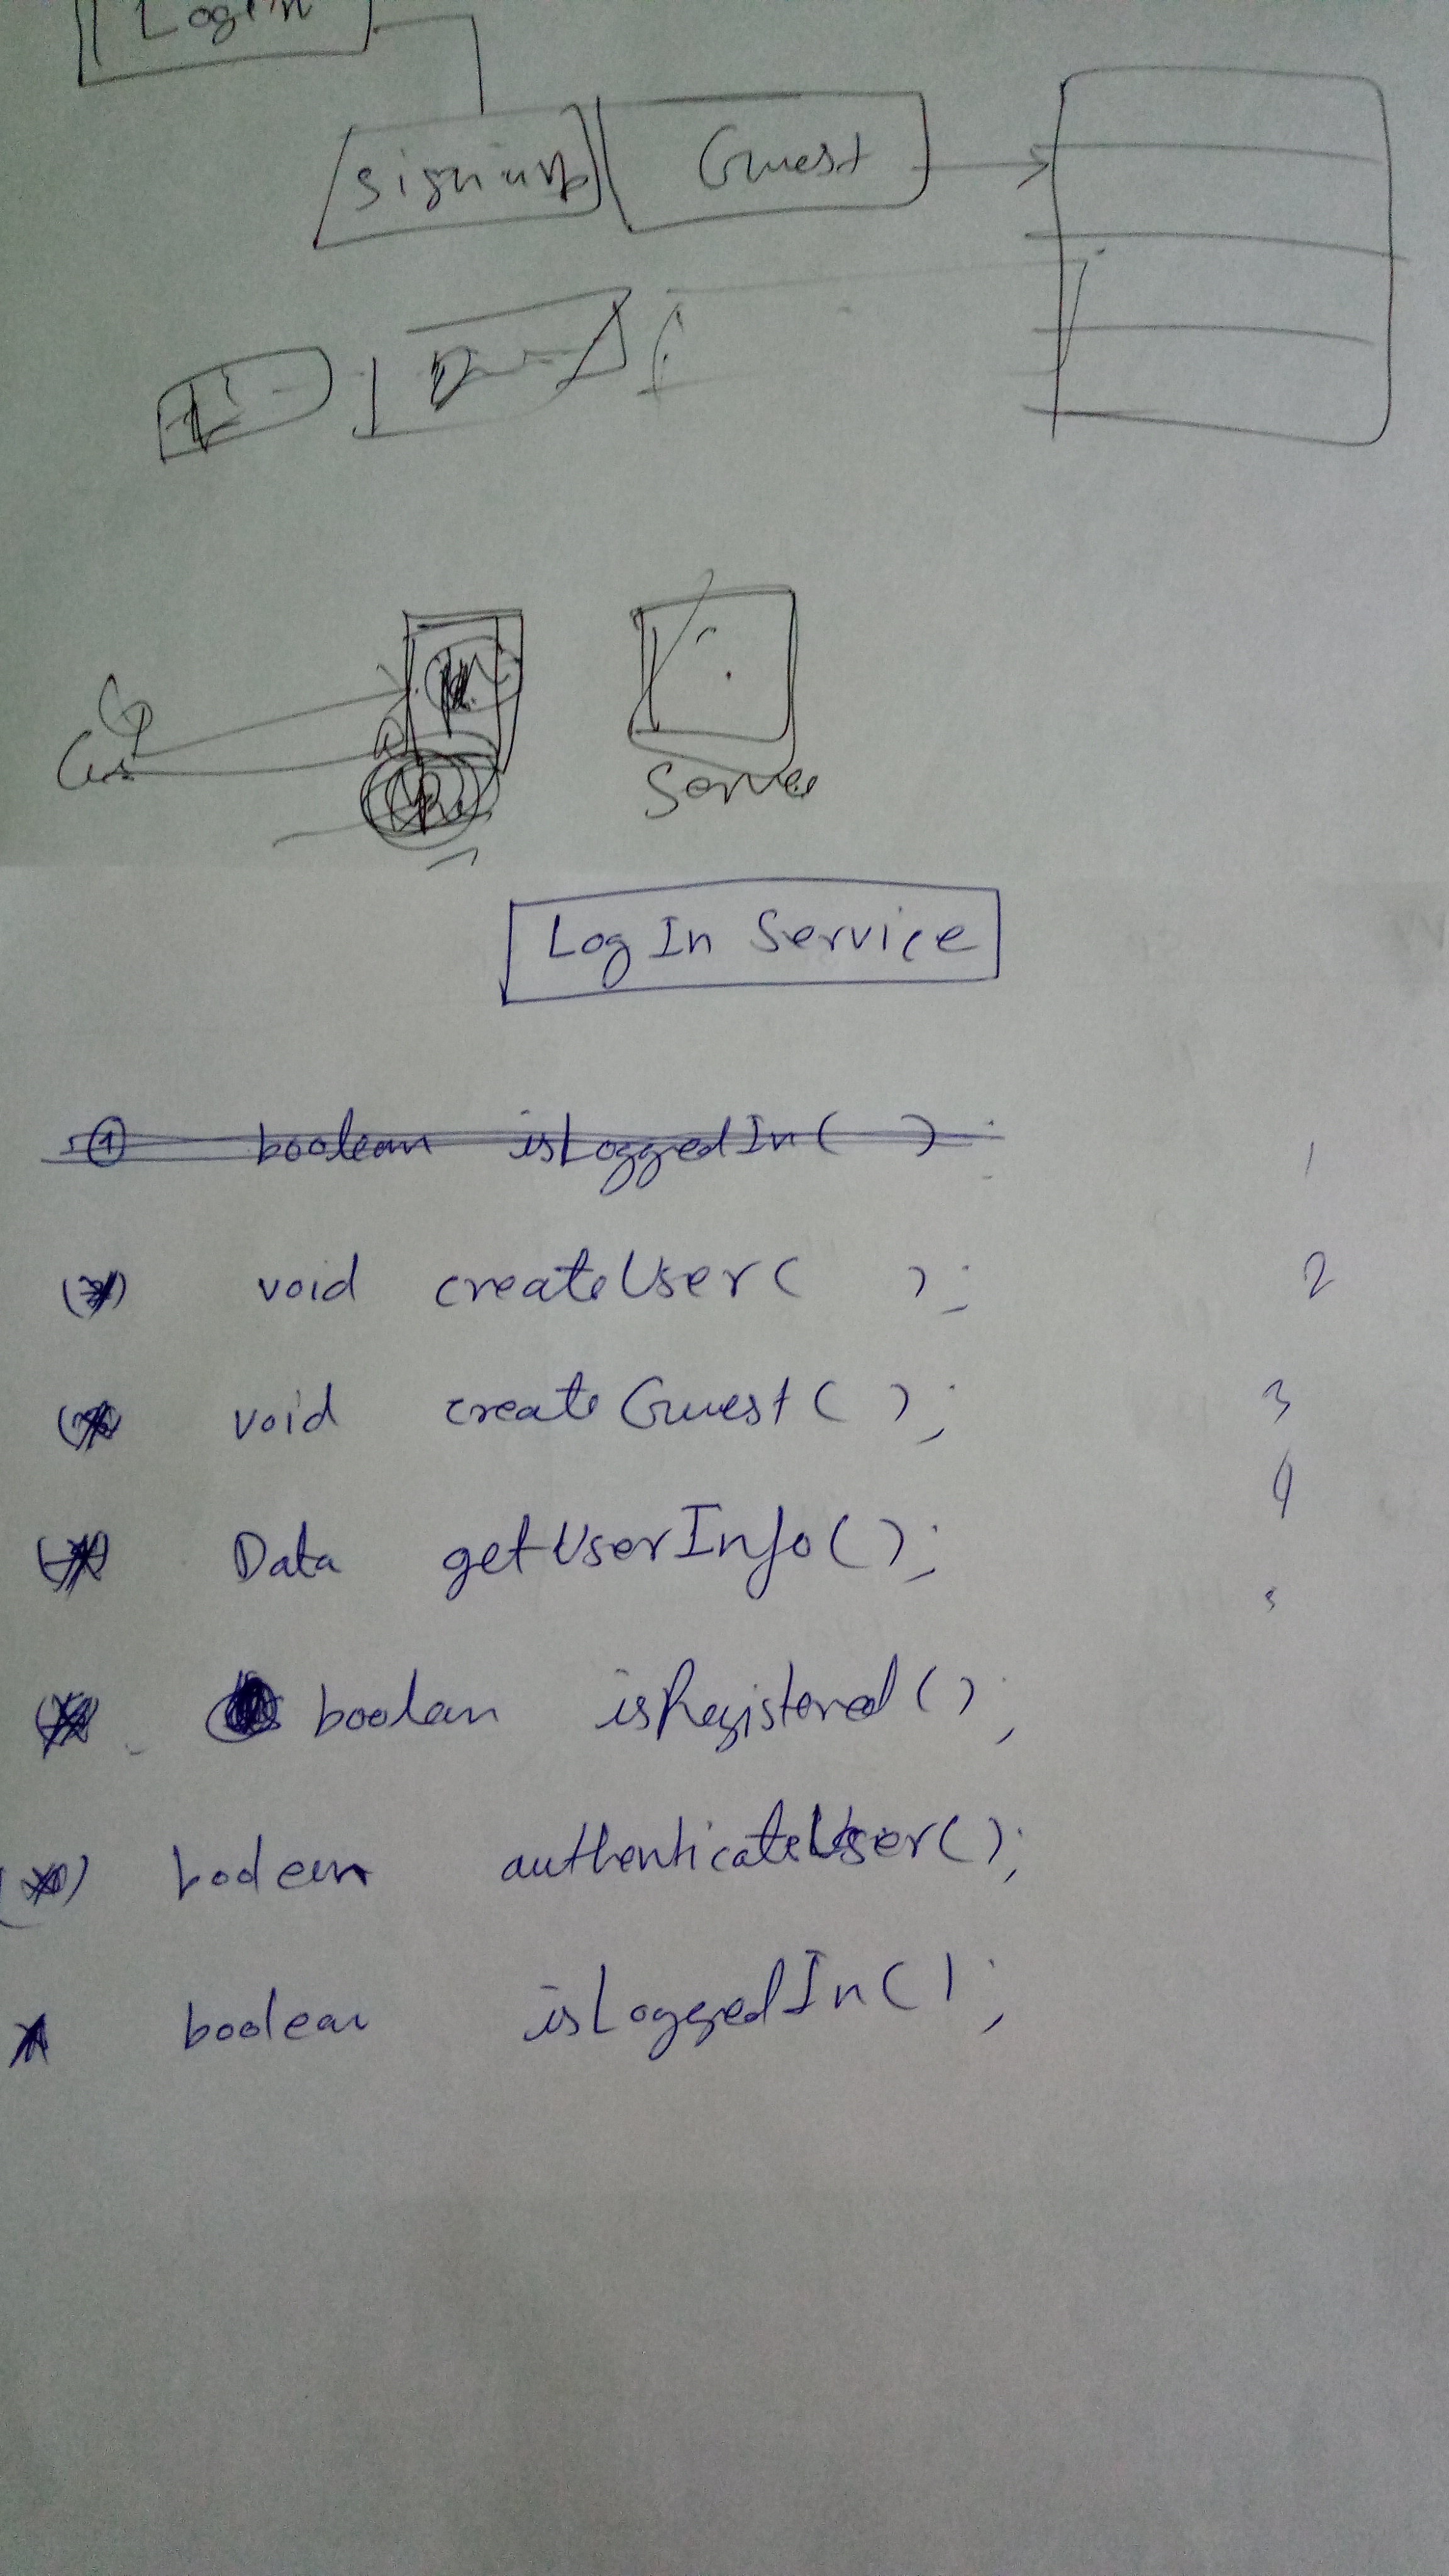 Login
Signup Guest
Server
Log In Service
① boolean isLoggedIn( ) 1
void createUser( ); 2
void createGuest( ); 3
4
Data getUserInfo( ); 5
boolean isRegistered( );
boolean authenticateUser( );
boolean isLoggedIn( );